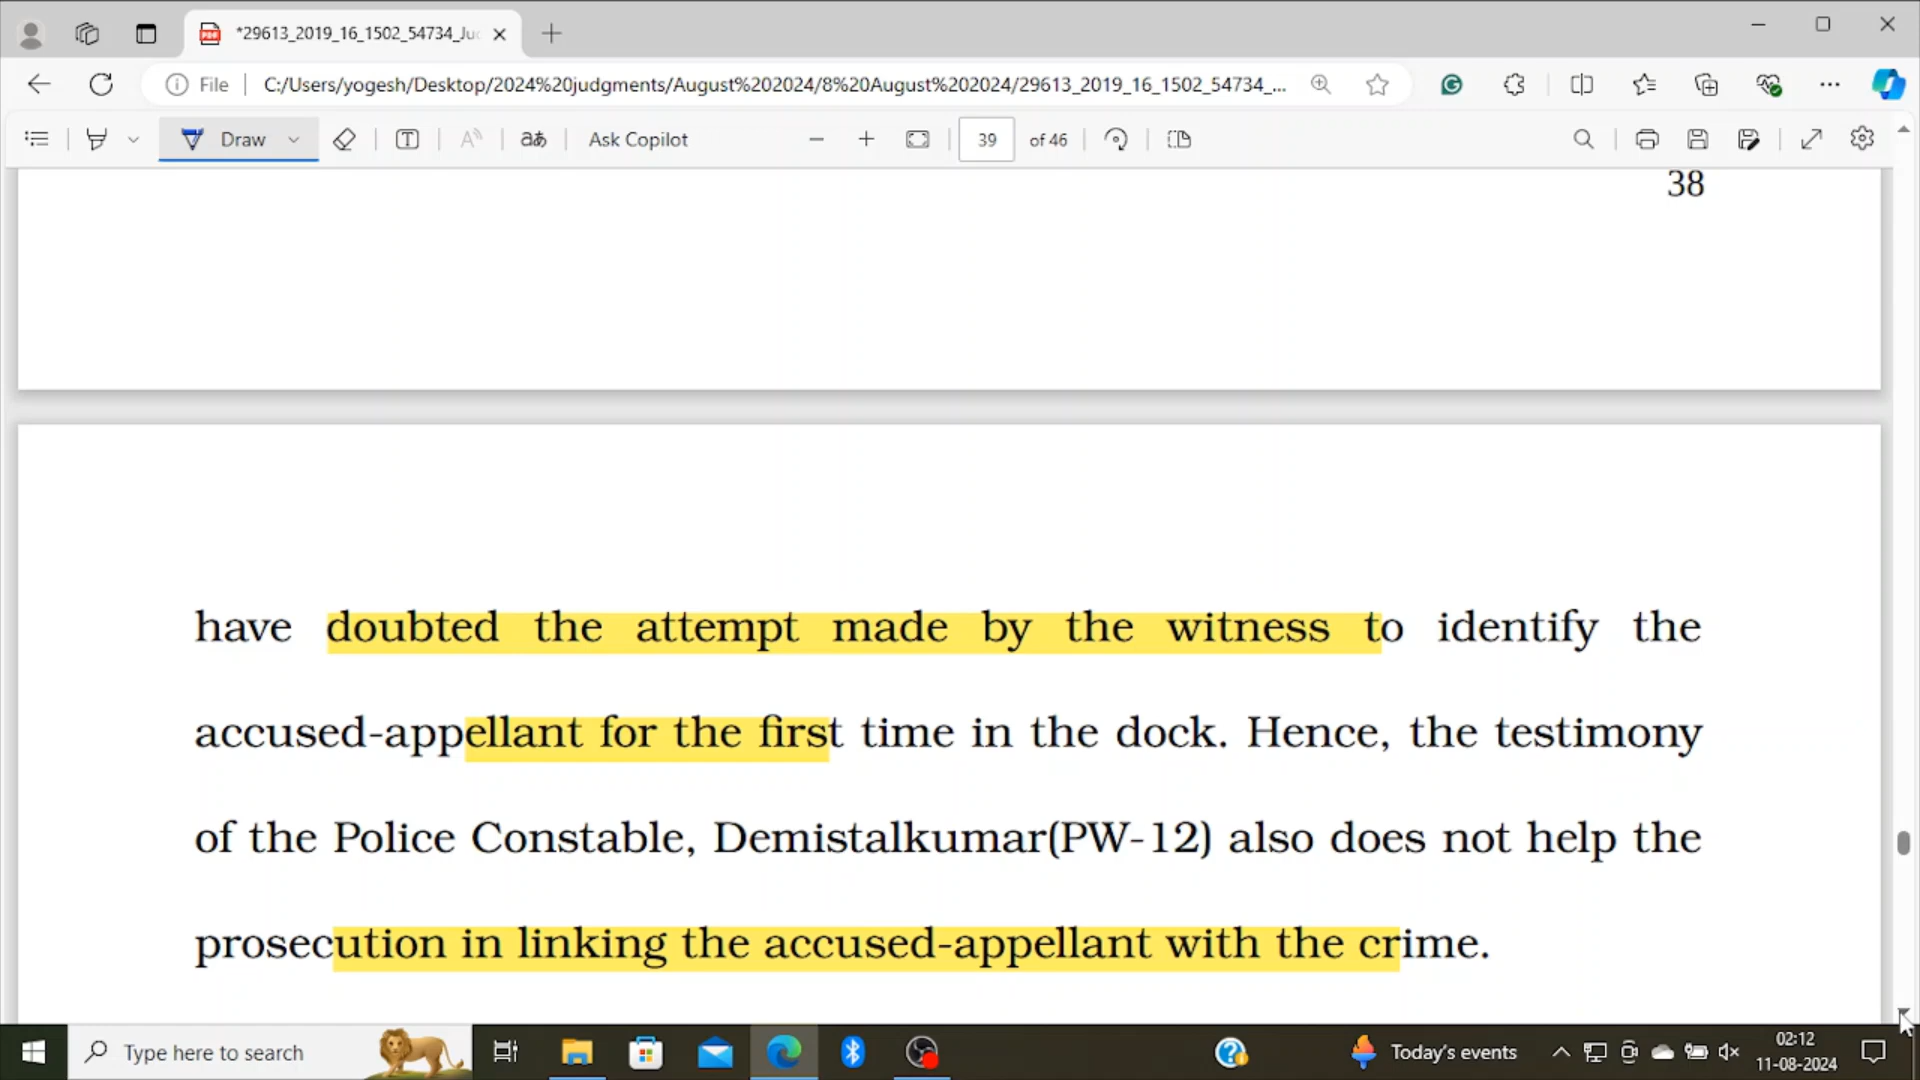 *29613_2019_16_1502_54734_Ju
File
C:/Users/yogesh/Desktop/2024%20judgments/August%202024/8%20August%202024/29613_2019_16_1502_54734_...
Draw
aあ
Ask Copilot
39
of 46
38
have doubted the attempt made by the witness to identify the
accused-appellant for the first time in the dock. Hence, the testimony
of the Police Constable, Demistalkumar(PW-12) also does not help the
prosecution in linking the accused-appellant with the crime.
Type here to search
Today's events
02:12
11-08-2024